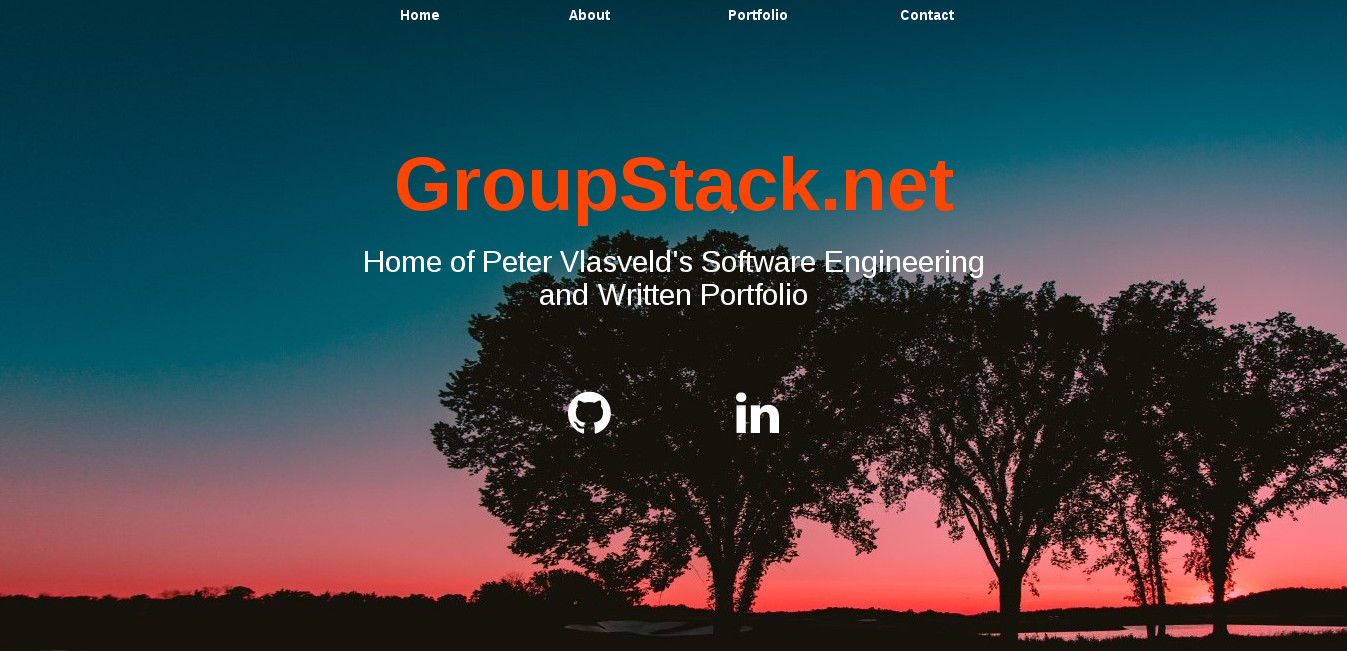 Home About Portfolio Contact
GroupStack.net
Home of Peter Vlasveld's Software Engineering
and Written Portfolio
in